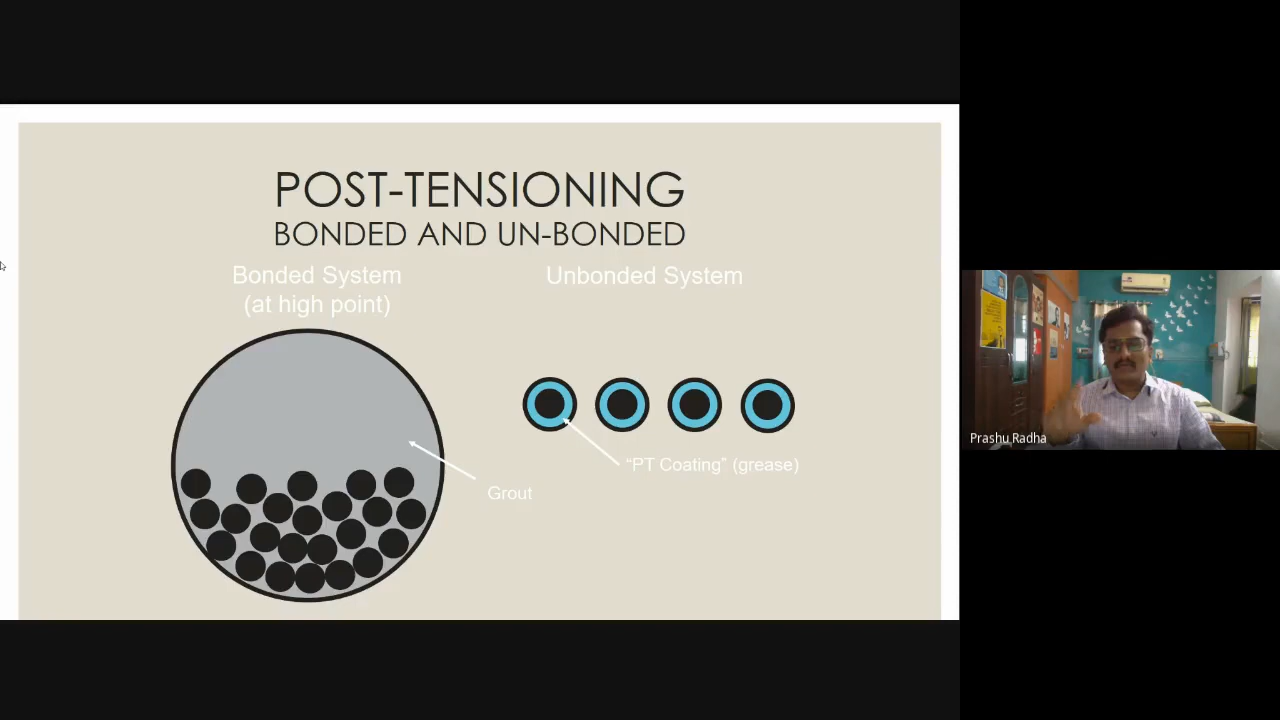 POST-TENSIONING
BONDED AND UN-BONDED
Bonded System
(at high point)
Unbonded System
"PT Coating" (grease)
Grout
Prashu Radha